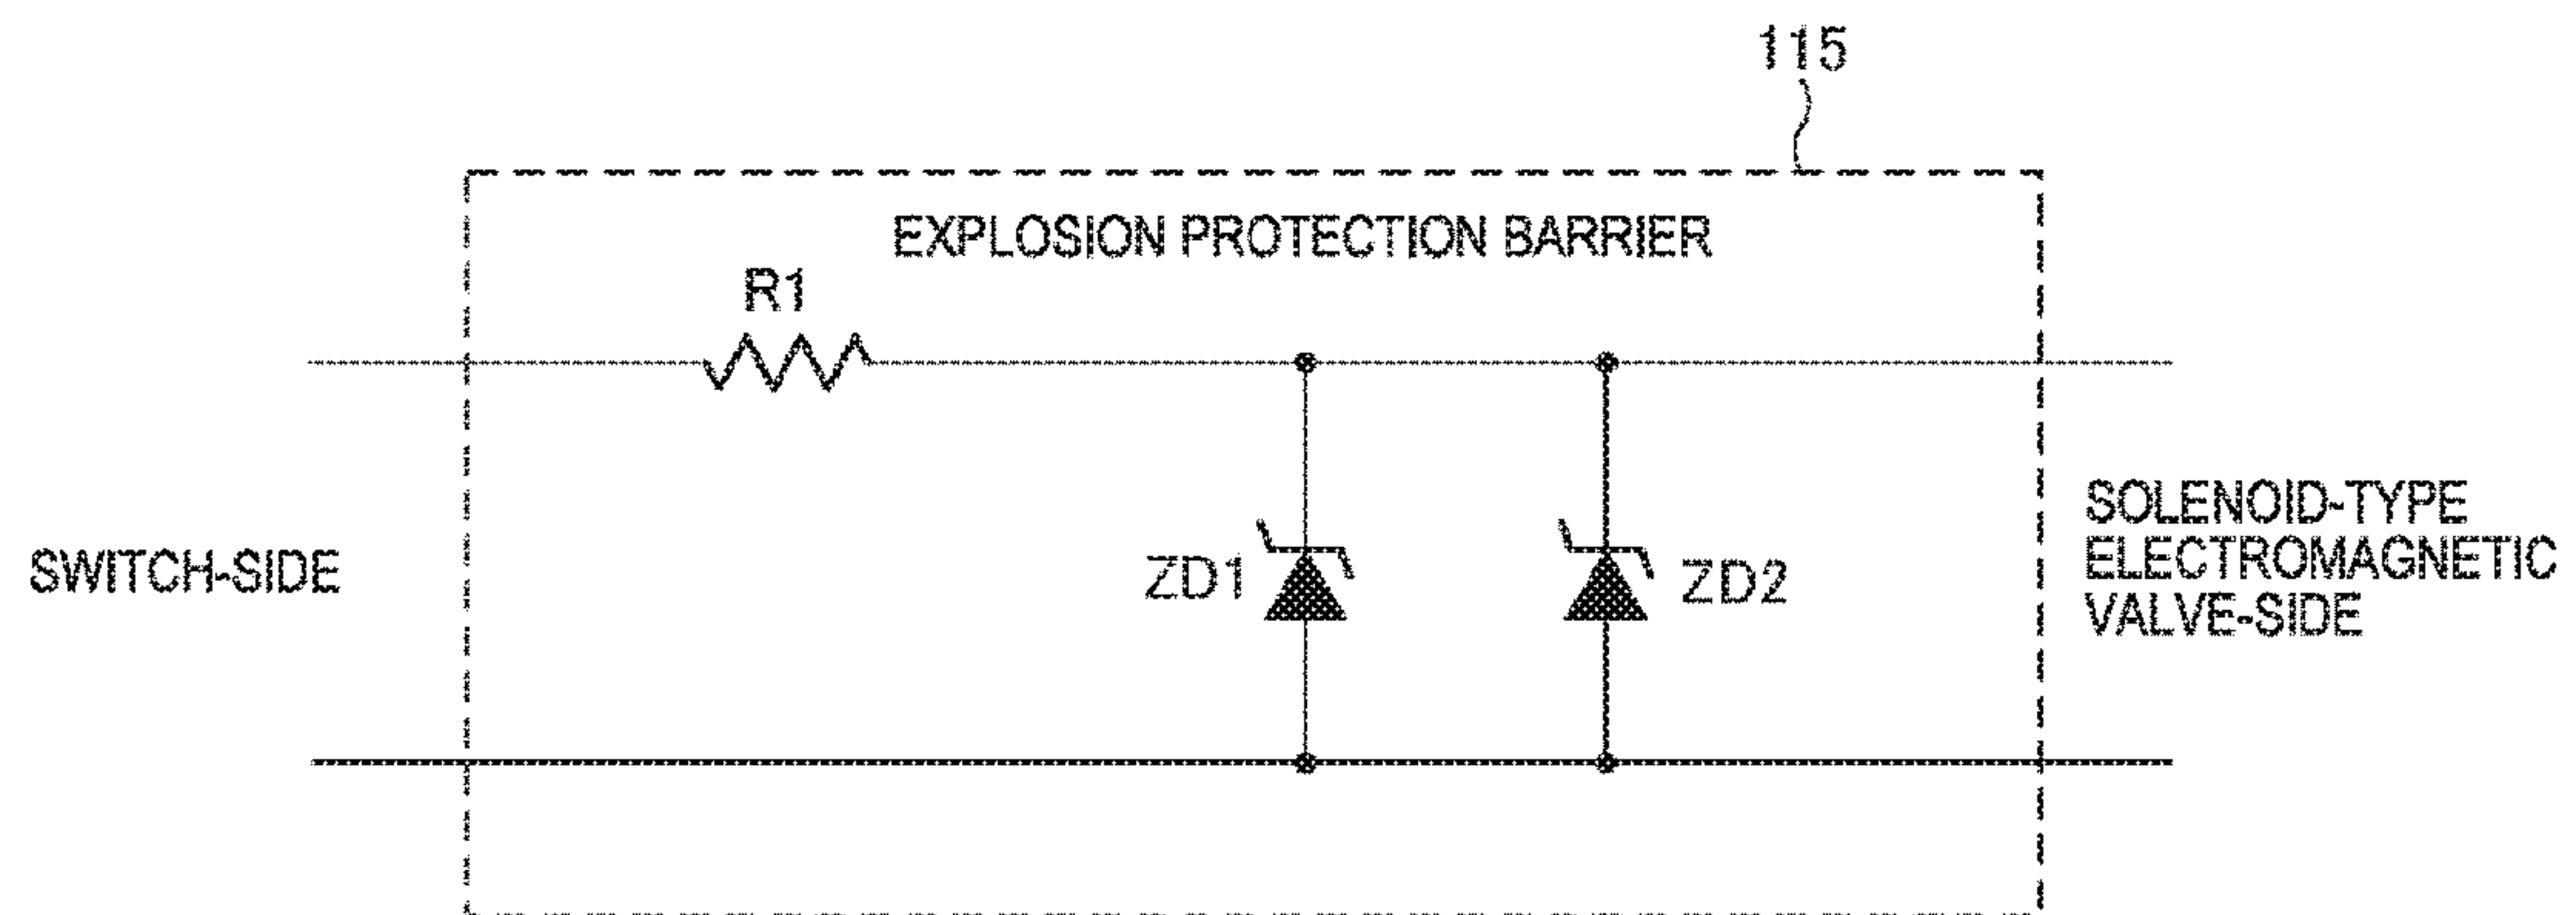 115
EXPLOSION PROTECTION BARRIER
R1
SWITCH-SIDE
ZD1
ZD2
SOLENOID-TYPE
ELECTROMAGNETIC
VALVE-SIDE